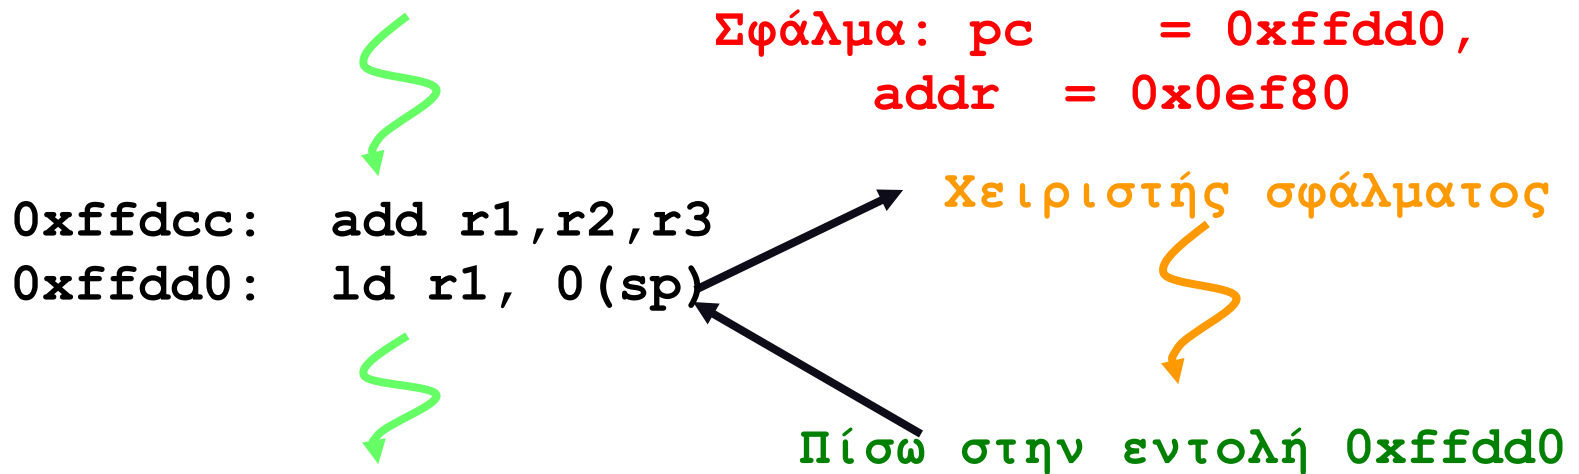 Σφάλμα: pc = 0xffdd0,
addr = 0x0ef80
Χειριστής σφάλματος
0xffdcc: add r1,r2,r3
0xffdd0: ld r1, 0(sp)
Πίσω στην εντολή 0xffdd0